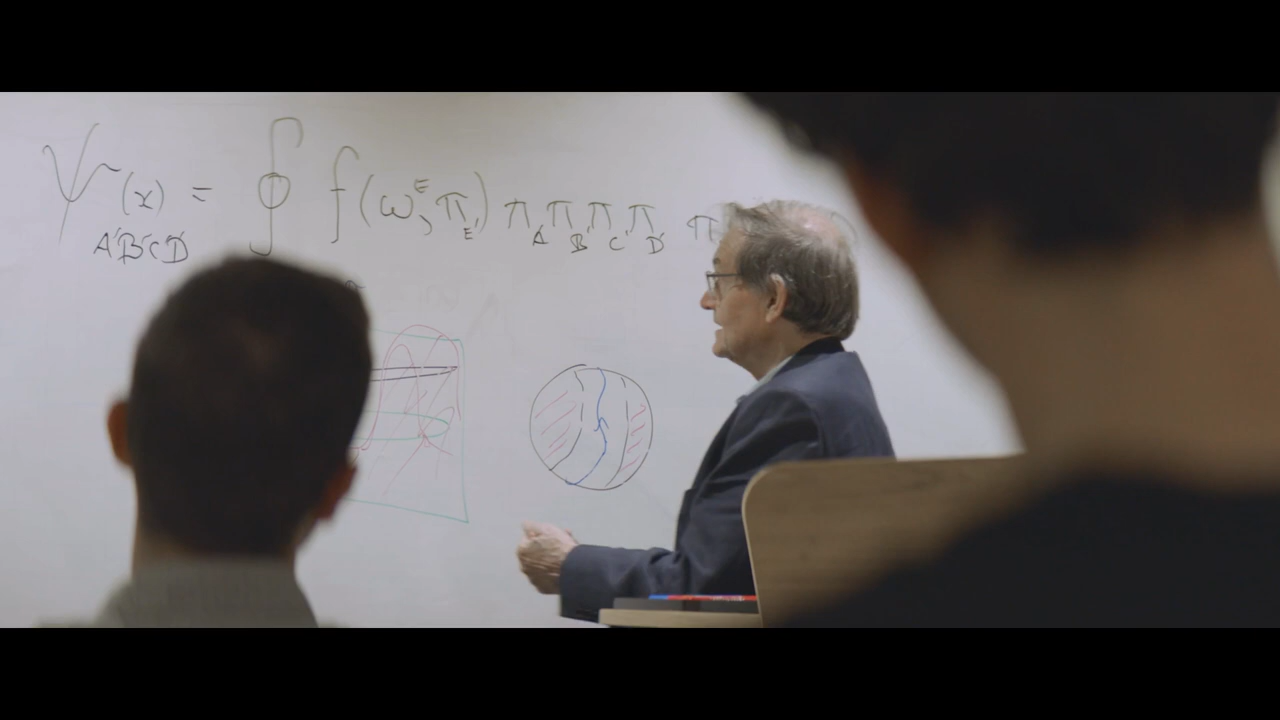 ψ(x) = ∮ f(ω^E, π_E') π_A' π_B' π_C' π_D' π
A'B'C'D'